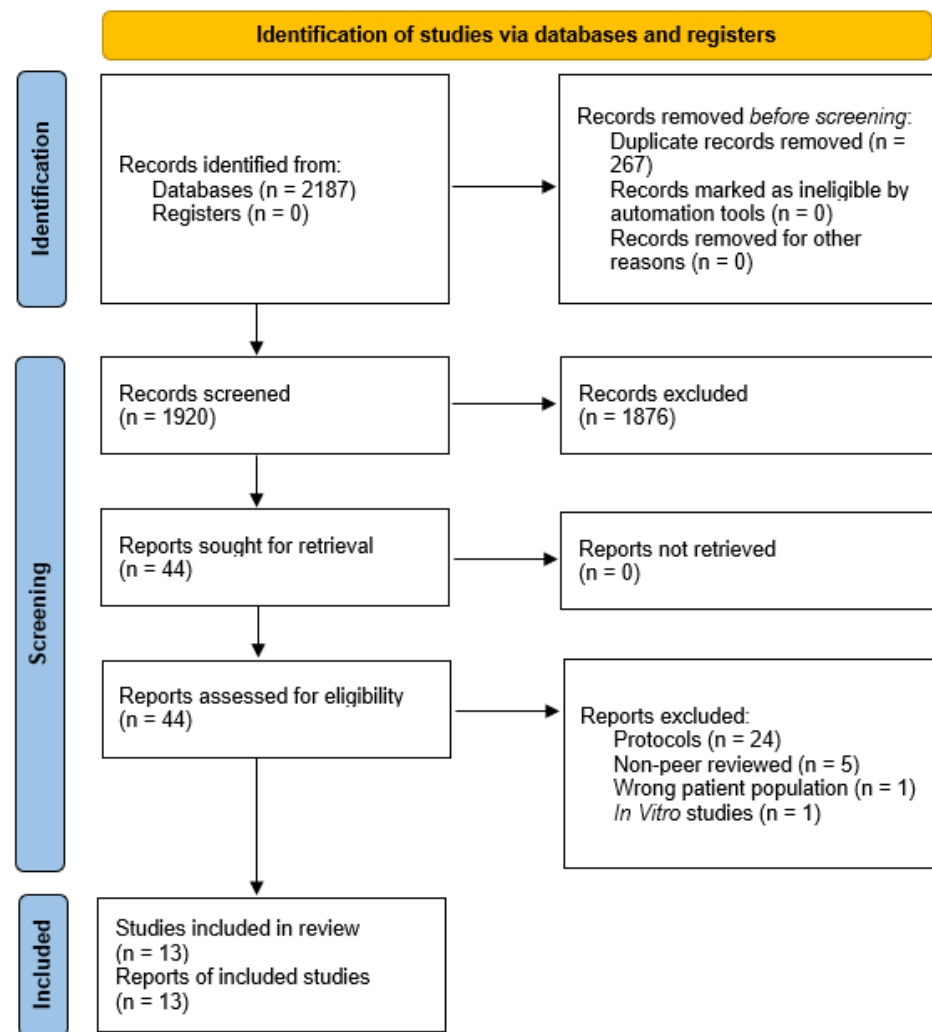 Identification of studies via databases and registers
Identification
Records identified from:
Databases (n = 2187)
Registers (n = 0)
Records removed before screening:
Duplicate records removed (n =
267)
Records marked as ineligible by
automation tools (n = 0)
Records removed for other
reasons (n = 0)
Screening
Records screened
(n = 1920)
Records excluded
(n = 1876)
Reports sought for retrieval
(n = 44)
Reports not retrieved
(n = 0)
Reports assessed for eligibility
(n = 44)
Reports excluded:
Protocols (n = 24)
Non-peer reviewed (n = 5)
Wrong patient population (n = 1)
In Vitro studies (n = 1)
Included
Studies included in review
(n = 13)
Reports of included studies
(n = 13)